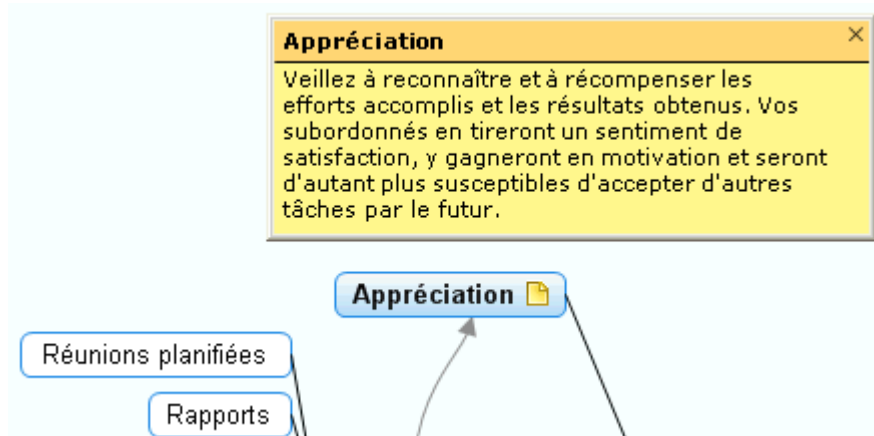 Appréciation
Veillez à reconnaître et à récompenser les
efforts accomplis et les résultats obtenus. Vos
subordonnés en tireront un sentiment de
satisfaction, y gagneront en motivation et seront
d'autant plus susceptibles d'accepter d'autres
tâches par le futur.
Appréciation
Réunions planifiées
Rapports